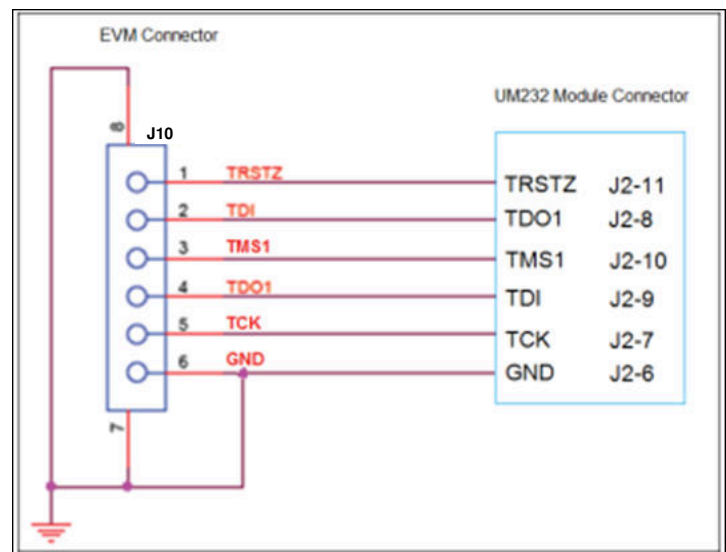 EVM Connector
UM232 Module Connector
8
J10
1 TRSTZ TRSTZ J2-11
2 TDI TDO1 J2-8
3 TMS1 TMS1 J2-10
4 TDO1 TDI J2-9
5 TCK TCK J2-7
6 GND GND J2-6
7